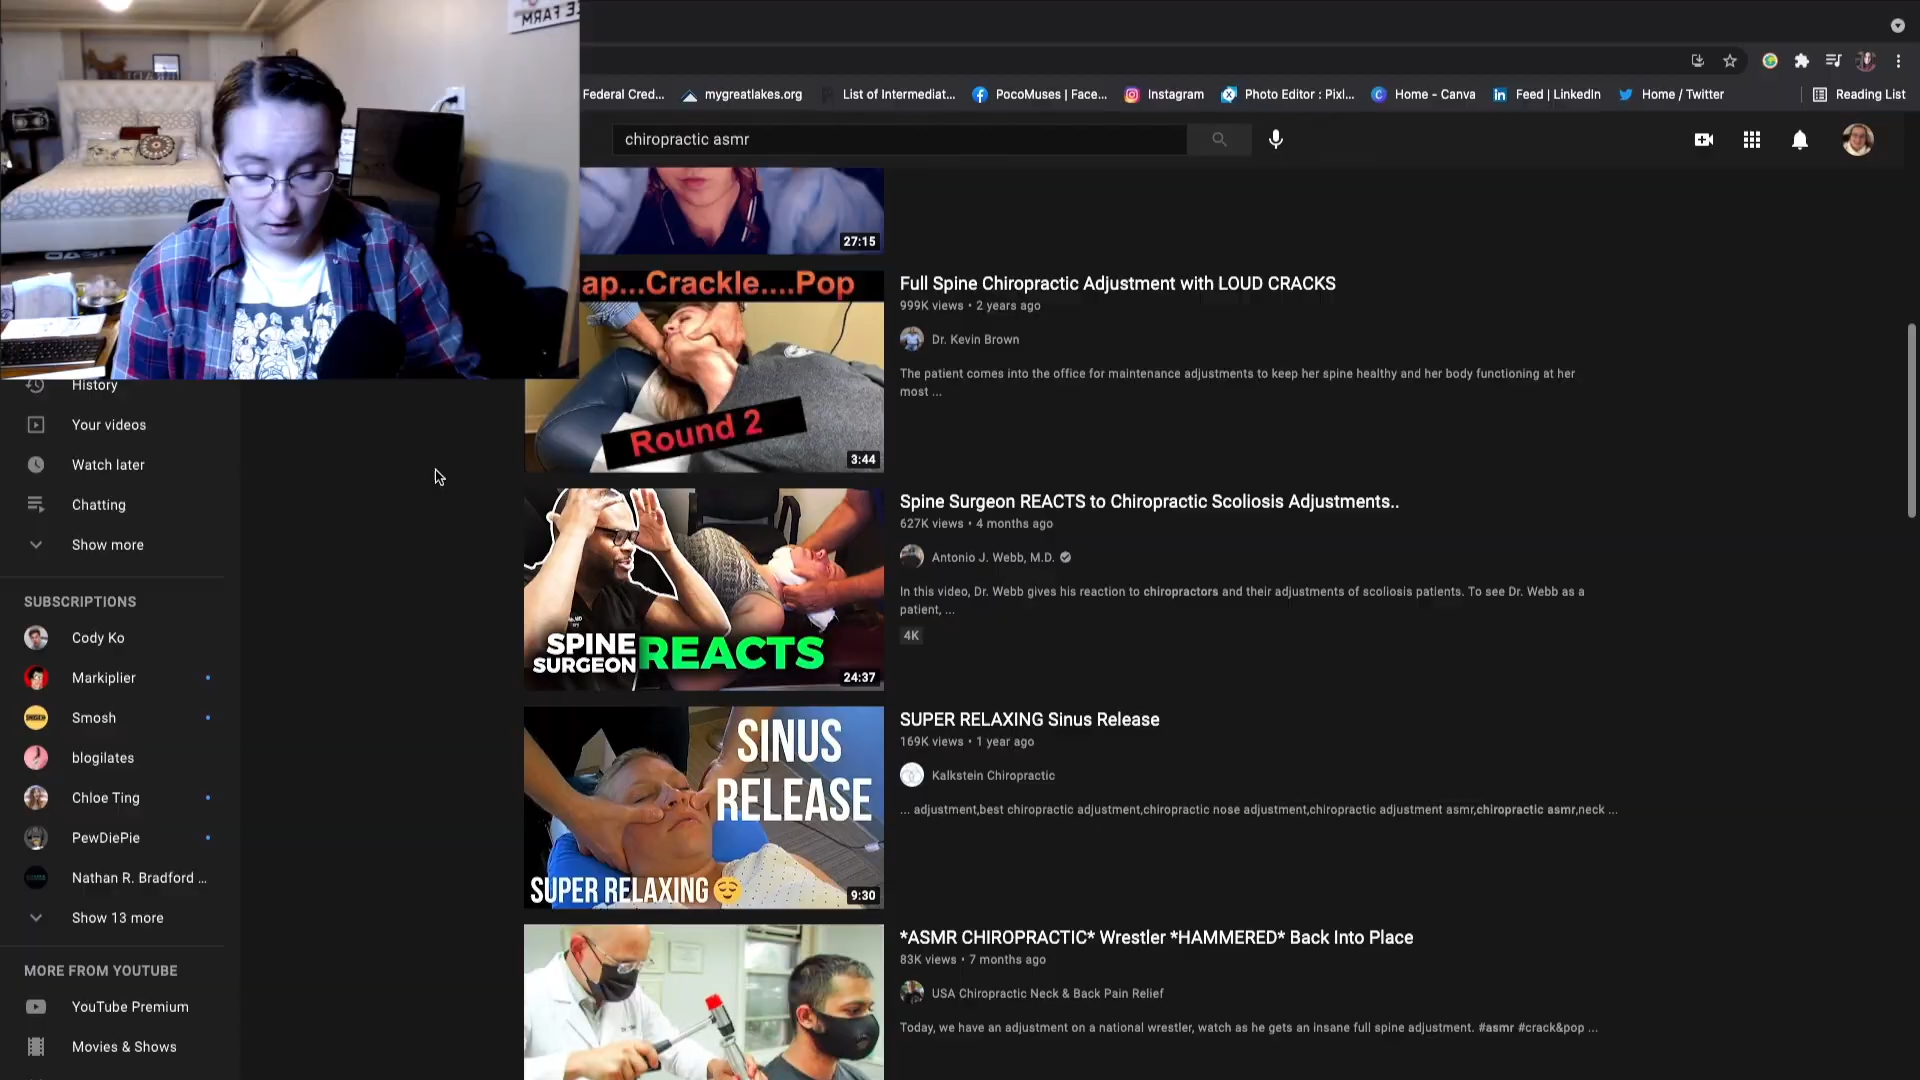 Federal Cred...
mygreatlakes.org
List of Intermediat...
PocoMuses | Face...
Instagram
Photo Editor : Pixl...
Home - Canva
Feed | LinkedIn
Home / Twitter
Reading List
chiropractic asmr
27:15
ap...Crackle....Pop
Round 2
3:44
Full Spine Chiropractic Adjustment with LOUD CRACKS
999K views • 2 years ago
Dr. Kevin Brown
The patient comes into the office for maintenance adjustments to keep her spine healthy and her body functioning at her
most ...
SPINE
SURGEON REACTS
24:37
Spine Surgeon REACTS to Chiropractic Scoliosis Adjustments..
627K views • 4 months ago
Antonio J. Webb, M.D.
In this video, Dr. Webb gives his reaction to chiropractors and their adjustments of scoliosis patients. To see Dr. Webb as a
patient, ...
4K
SINUS
RELEASE
SUPER RELAXING
9:30
SUPER RELAXING Sinus Release
169K views • 1 year ago
Kalkstein Chiropractic
... adjustment,best chiropractic adjustment,chiropractic nose adjustment,chiropractic adjustment asmr,chiropractic asmr,neck ...
*ASMR CHIROPRACTIC* Wrestler *HAMMERED* Back Into Place
83K views • 7 months ago
USA Chiropractic Neck & Back Pain Relief
Today, we have an adjustment on a national wrestler, watch as he gets an insane full spine adjustment. #asmr #crack&pop ...
History
Your videos
Watch later
Chatting
Show more
SUBSCRIPTIONS
Cody Ko
Markiplier
Smosh
blogilates
Chloe Ting
PewDiePie
Nathan R. Bradford ...
Show 13 more
MORE FROM YOUTUBE
YouTube Premium
Movies & Shows